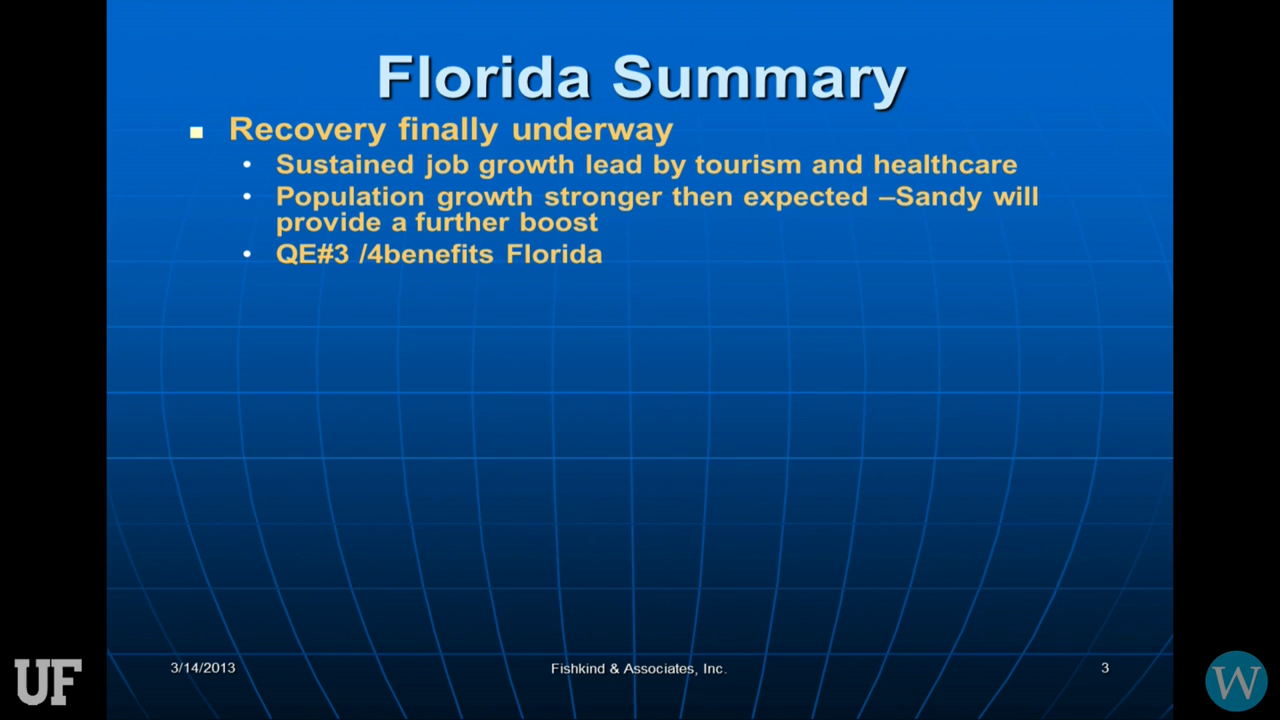 Florida Summary
Recovery finally underway
Sustained job growth lead by tourism and healthcare
Population growth stronger then expected –Sandy will
provide a further boost
QE#3 /4benefits Florida
3/14/2013
Fishkind & Associates, Inc.
3
UF
W